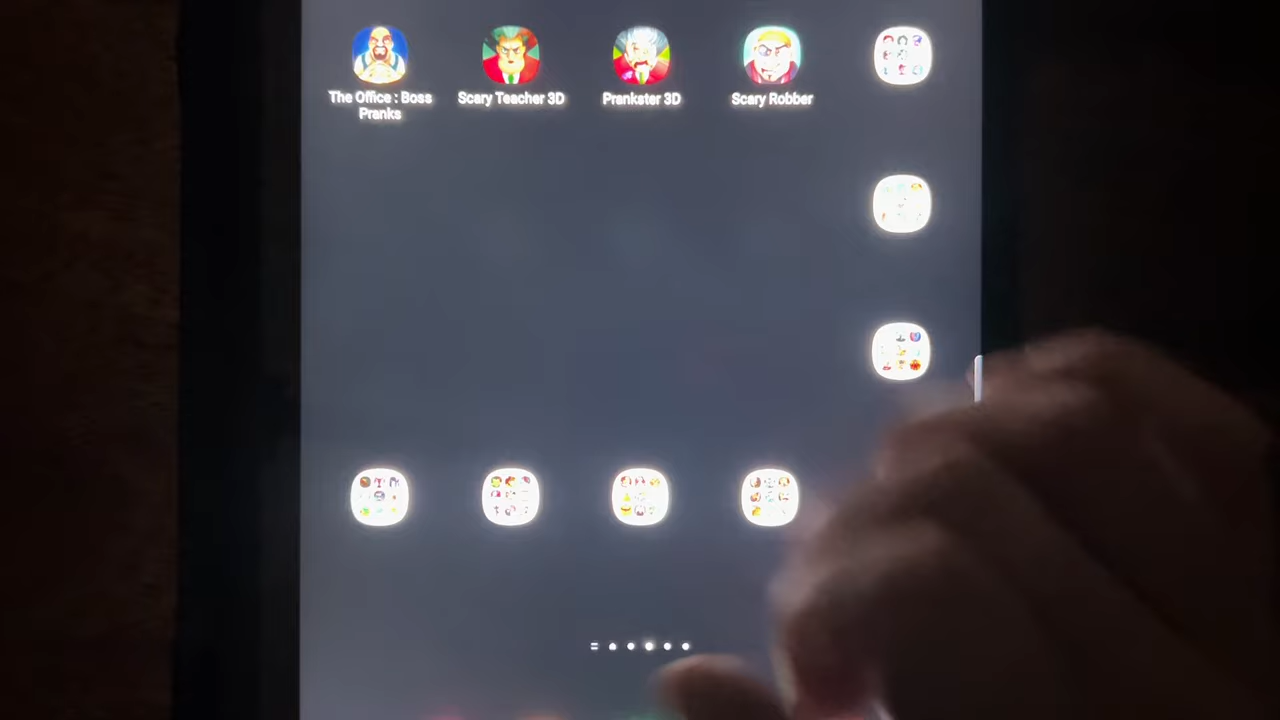 The Office : Boss
Pranks
Scary Teacher 3D
Prankster 3D
Scary Robber